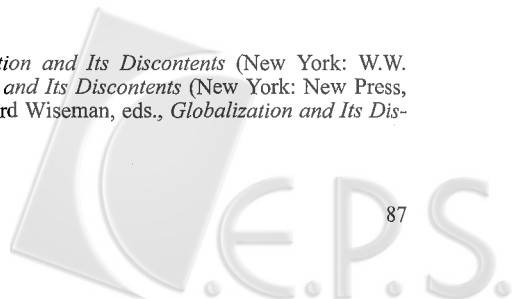 tion and Its Discontents (New York: W.W.
and Its Discontents (New York: New Press,
rd Wiseman, eds., Globalization and Its Dis-
87
C.E.P.S.